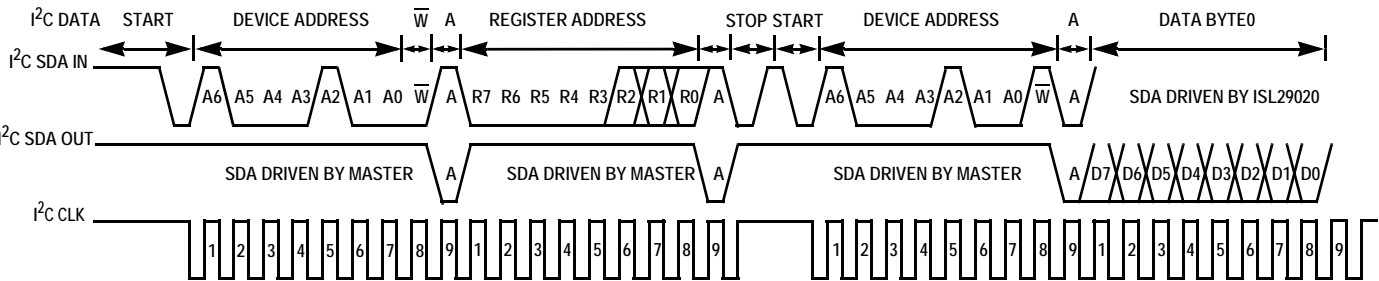 I²C DATA START DEVICE ADDRESS W̅ A REGISTER ADDRESS STOP START DEVICE ADDRESS A DATA BYTE0
I²C SDA IN
A6 A5 A4 A3 A2 A1 A0 W̅ A R7 R6 R5 R4 R3 R2 R1 R0 A A6 A5 A4 A3 A2 A1 A0 W̅ A SDA DRIVEN BY ISL29020
I²C SDA OUT
SDA DRIVEN BY MASTER A SDA DRIVEN BY MASTER A SDA DRIVEN BY MASTER A D7 D6 D5 D4 D3 D2 D1 D0
I²C CLK
1 2 3 4 5 6 7 8 9 1 2 3 4 5 6 7 8 9 1 2 3 4 5 6 7 8 9 1 2 3 4 5 6 7 8 9